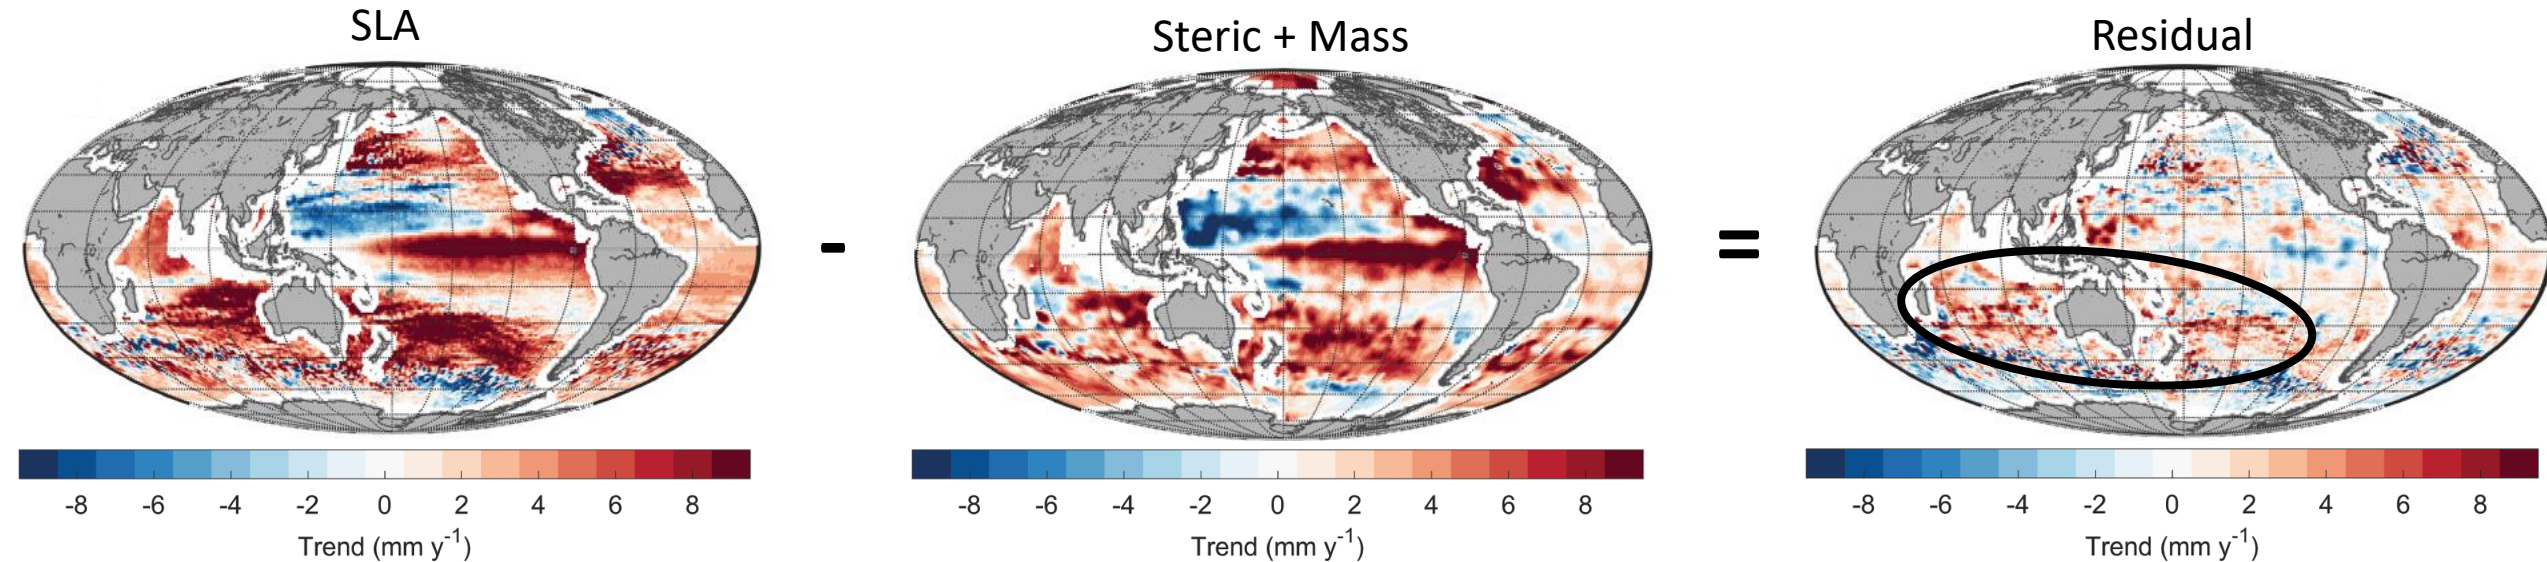 SLA
Steric + Mass
Residual
-
=
-8 -6 -4 -2 0 2 4 6 8
Trend (mm y-1)
-8 -6 -4 -2 0 2 4 6 8
Trend (mm y-1)
-8 -6 -4 -2 0 2 4 6 8
Trend (mm y-1)